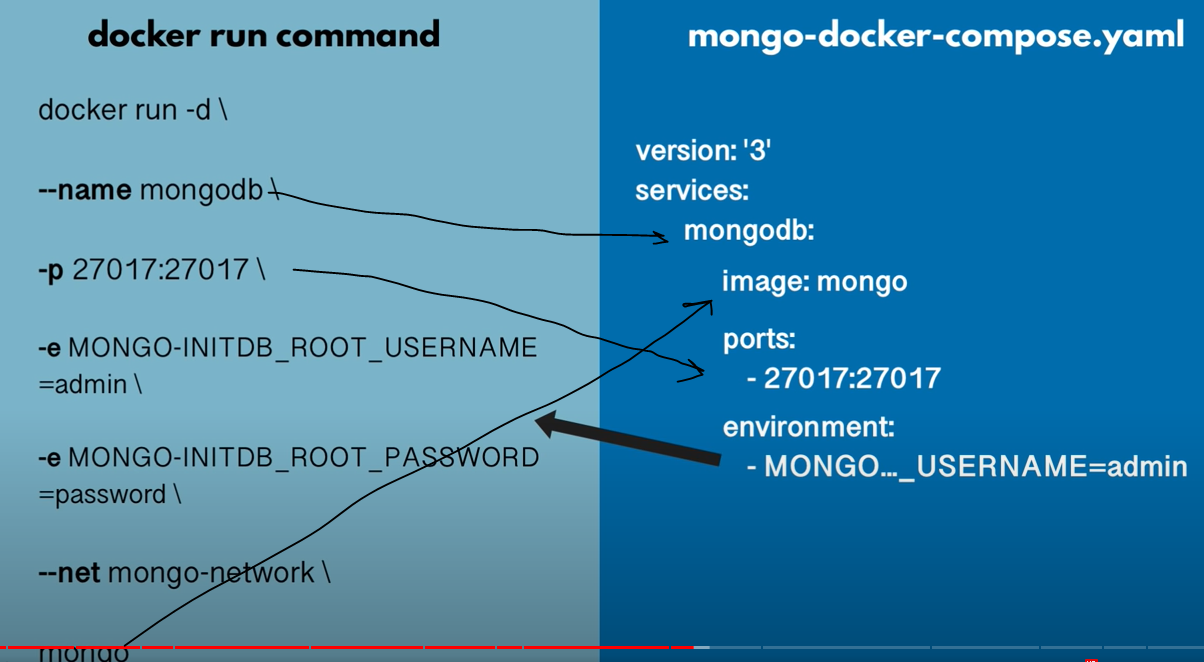 docker run command
docker run -d \
--name mongodb \
-p 27017:27017 \
-e MONGO-INITDB_ROOT_USERNAME
=admin \
-e MONGO-INITDB_ROOT_PASSWORD
=password \
--net mongo-network \
mongo
mongo-docker-compose.yaml
version: '3'
services:
mongodb:
image: mongo
ports:
- 27017:27017
environment:
- MONGO..._USERNAME=admin